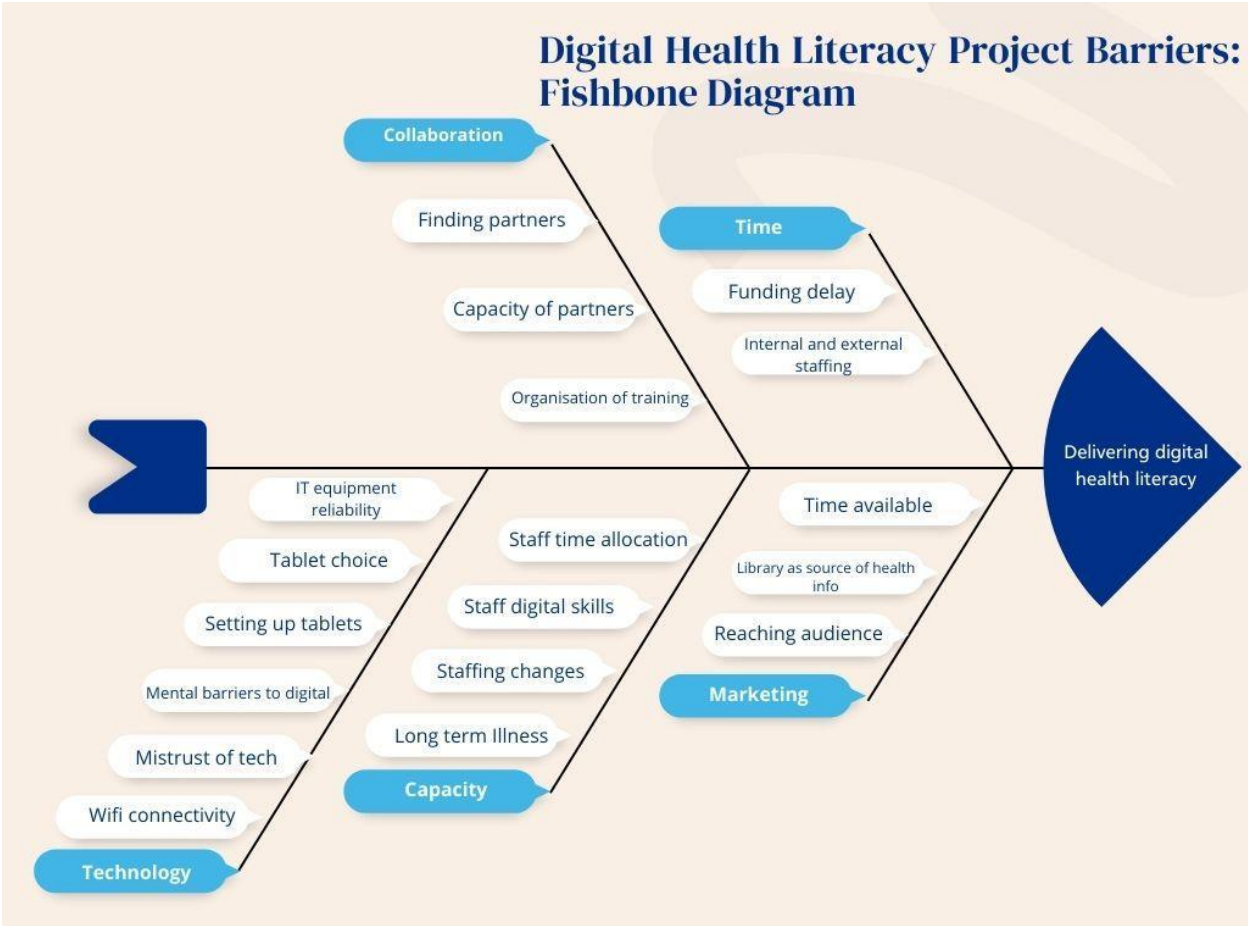 Digital Health Literacy Project Barriers:
Fishbone Diagram
Collaboration
Finding partners
Capacity of partners
Organisation of training
Time
Funding delay
Internal and external
staffing
Delivering digital
health literacy
IT equipment
reliability
Tablet choice
Setting up tablets
Mental barriers to digital
Mistrust of tech
Wifi connectivity
Technology
Staff time allocation
Staff digital skills
Staffing changes
Long term Illness
Capacity
Time available
Library as source of health
info
Reaching audience
Marketing